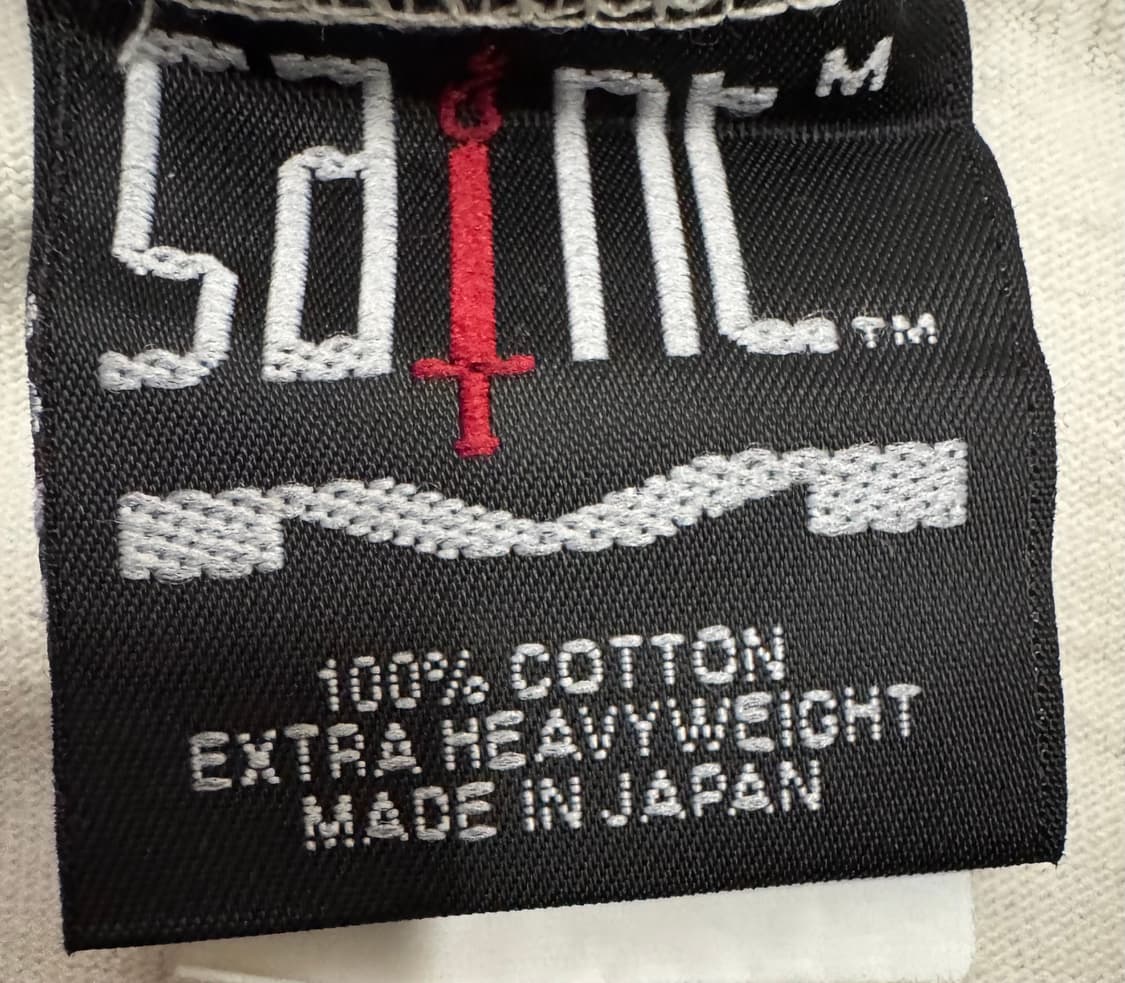 saint™ M
100% COTTON
EXTRA HEAVYWEIGHT
MADE IN JAPAN